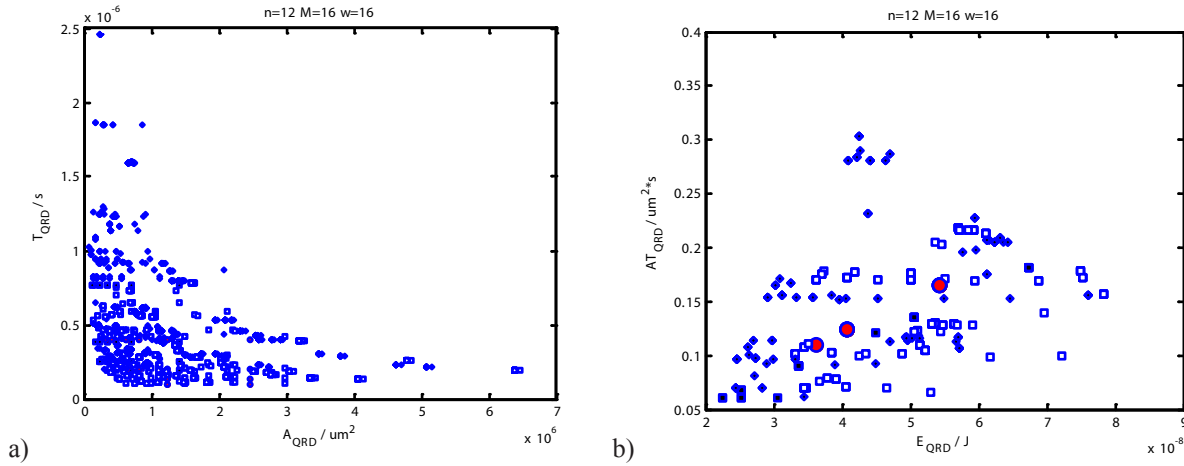 n=12 M=16 w=16
x 10^-6
2.5
2
1.5
1
0.5
0
T_QRD / s
0 1 2 3 4 5 6 7
A_QRD / um^2
x 10^6
a)
n=12 M=16 w=16
0.4
0.35
0.3
0.25
0.2
0.15
0.1
0.05
AT_QRD / um^2*s
2 3 4 5 6 7 8 9
E_QRD / J
x 10^-8
b)